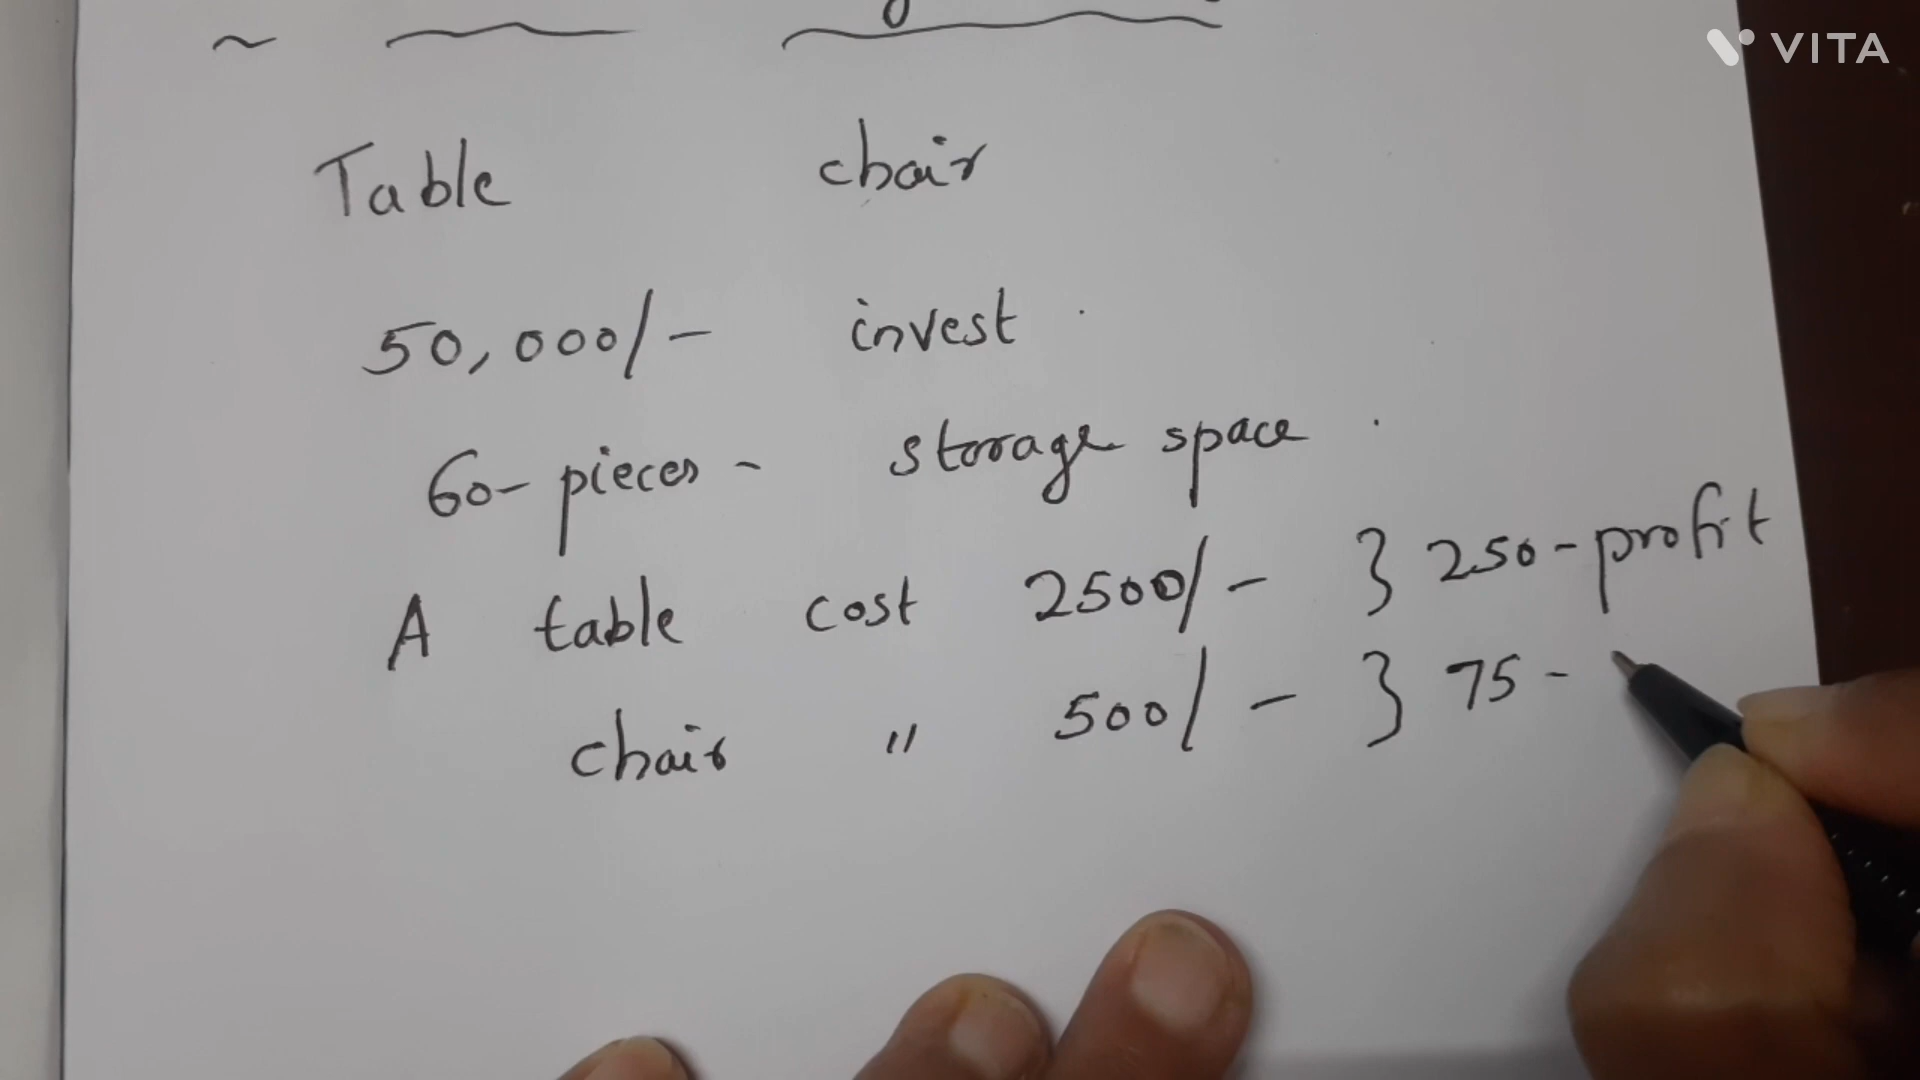 VITA
Table chair
50,000/- invest
60- pieces - storage space .
A table cost 2500/- } 250 - profit
chair " 500/- } 75 -